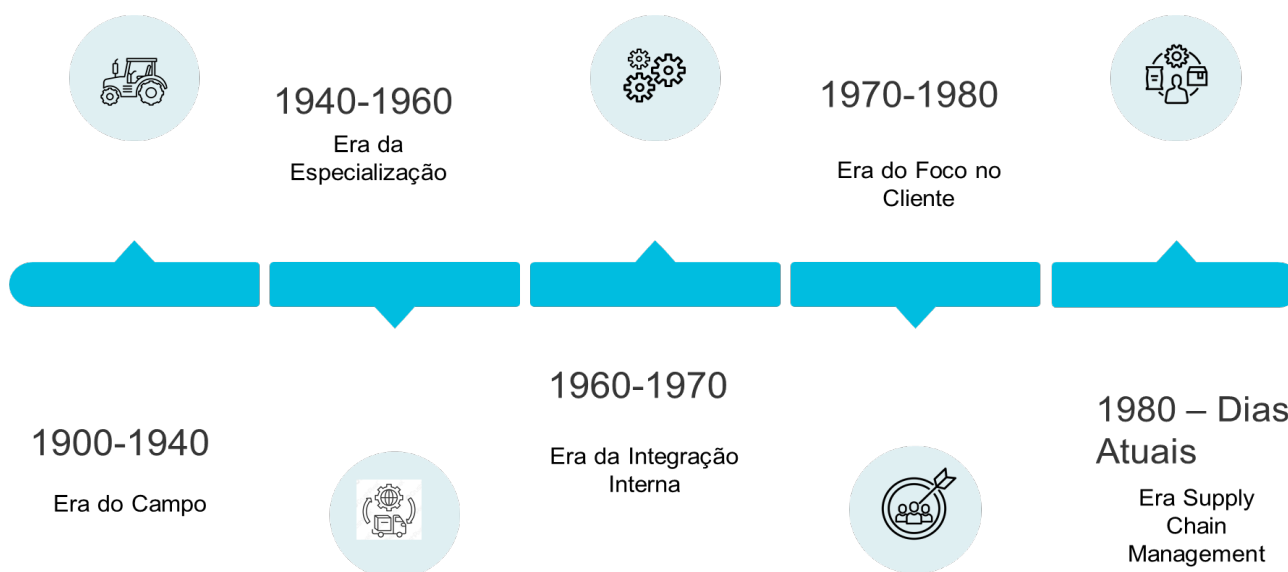 1940-1960
Era da
Especialização
1970-1980
Era do Foco no
Cliente
1900-1940
Era do Campo
1960-1970
Era da Integração
Interna
1980 – Dias
Atuais
Era Supply
Chain
Management